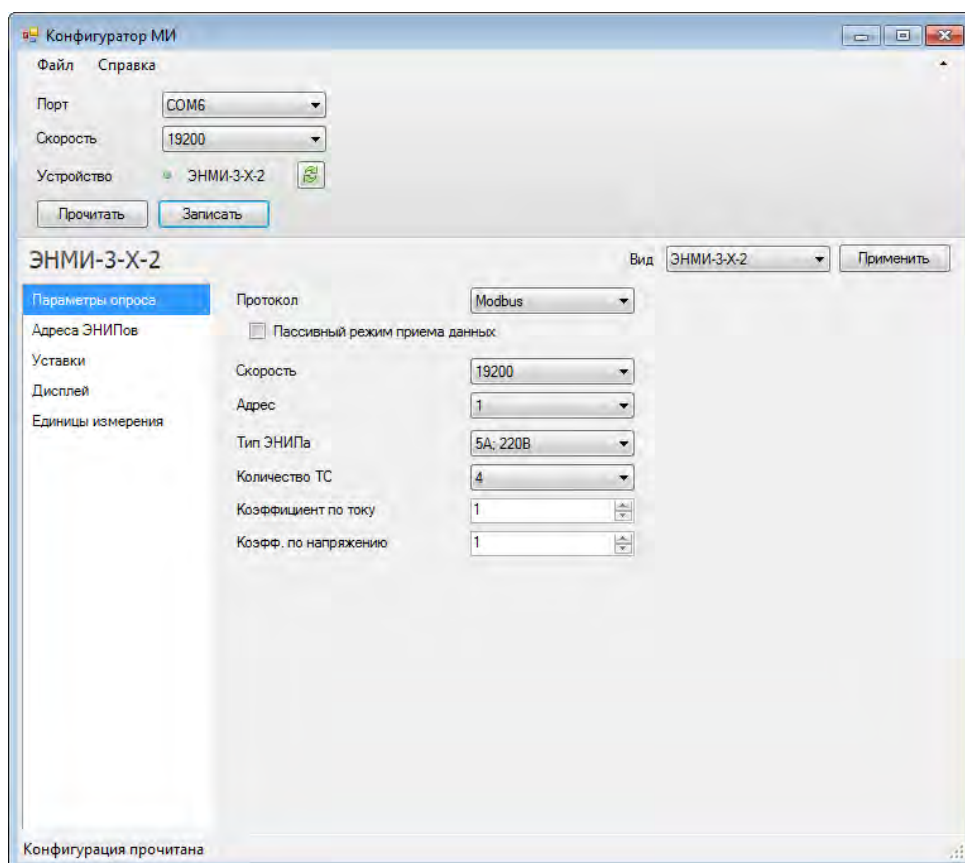 Конфигуратор МИ
Файл Справка
Порт COM6
Скорость 19200
Устройство ЭНМИ-3-X-2
Прочитать Записать
ЭНМИ-3-X-2 Вид ЭНМИ-3-X-2 Применить
Параметры опроса Протокол Modbus
Адреса ЭНИПов Пассивный режим приема данных
Уставки Скорость 19200
Дисплей Адрес 1
Единицы измерения
Тип ЭНИПа 5A; 220В
Количество ТС 4
Коэффициент по току 1
Коэфф. по напряжению 1
Конфигурация прочитана